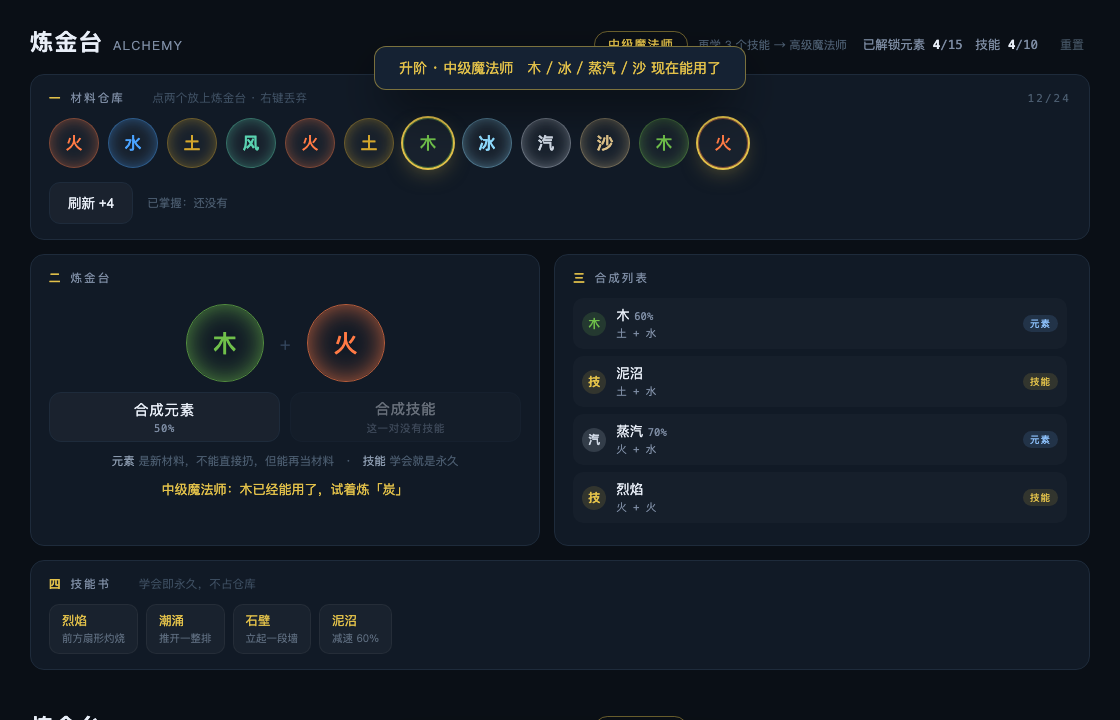 炼金台 ALCHEMY
中级魔法师 再学 3 个技能 → 高级魔法师 已解锁元素 4/15 技能 4/10 重置
升阶 · 中级魔法师 木 / 冰 / 蒸汽 / 沙 现在能用了
一 材料仓库 点两个放上炼金台 · 右键丢弃 12/24
火 水 土 风 火 土 木 冰 汽 沙 木 火
刷新 +4 已掌握: 还没有
二 炼金台
木 + 火
合成元素
50%
合成技能
这一对没有技能
元素 是新材料, 不能直接扔, 但能再当材料 · 技能 学会就是永久
中级魔法师: 木已经能用了, 试着炼「炭」
三 合成列表
木 木 60% 元素
土 + 水
技 泥沼 技能
土 + 水
汽 蒸汽 70% 元素
火 + 水
技 烈焰 技能
火 + 火
四 技能书 学会即永久, 不占仓库
烈焰
前方扇形灼烧
潮涌
推开一整排
石壁
立起一段墙
泥沼
减速 60%